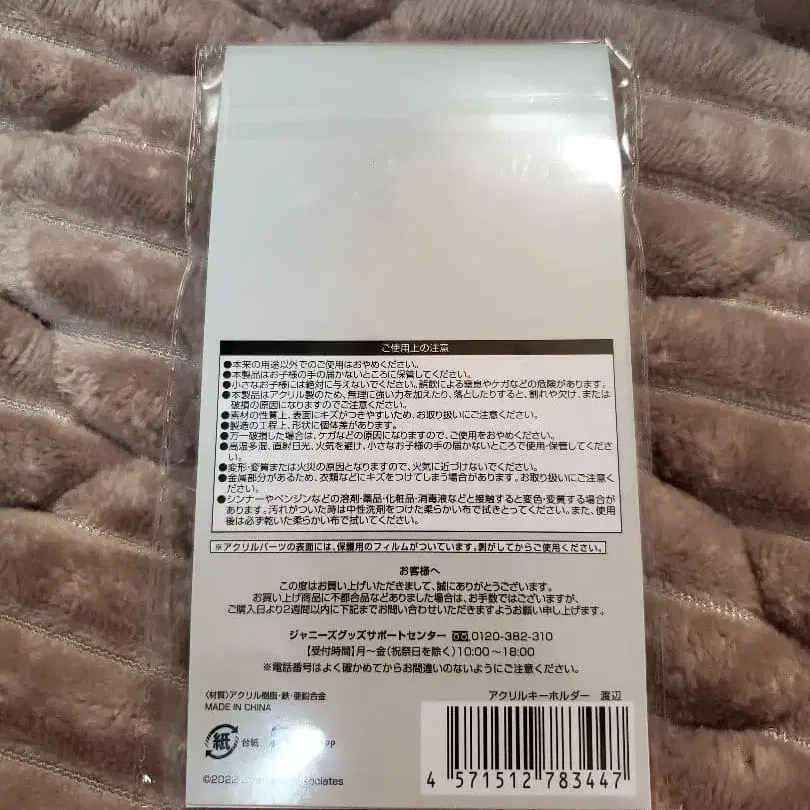 ご使用上の注意
●本来の用途以外でのご使用はおやめください。
●本製品はお子様の手の届かないところに保管してください。
●小さなお子様には絶対に与えないでください。誤飲による窒息やケガなどの危険があります。
●本製品はアクリル製のため、無理に強い力を加えたり、落としたりすると、割れや欠け、または
破損の原因になりますのでご注意ください。
●素材の性質上、表面にキズがつきやすいため、お取り扱いにご注意ください。
●製造の工程上、形状に個体差があります。
●万一破損した場合は、ケガなどの原因になりますので、ご使用をおやめください。
●高温多湿、直射日光、火気を避け、小さなお子様の手の届かないところで使用・保管してくださ
い。
●変形・変質または火災の原因となりますので、火気に近づけないでください。
●金属部分があるため、衣類などにキズをつけてしまう場合があります。お取り扱いにご注意く
ださい。
●シンナーやベンジンなどの溶剤・薬品・化粧品・消毒液などと接触すると変色・変質する場合が
あります。汚れがついた時は中性洗剤をつけた柔らかい布で拭きとってください。また、使用
後は必ず乾いた柔らかい布で拭いてください。
※アクリルパーツの表面には、保護用のフィルムがついています。剥がしてからご使用ください。
お客様へ
この度はお買い上げいただきまして、誠にありがとうございます。
お買い上げ商品に不都合品などありました場合は、お手数ではございますが、
ご購入日より2週間以内に下記までお問い合わせいただきますようお願い申し上げます。
ジャニーズグッズサポートセンター 0120-382-310
【受付時間】月〜金(祝祭日を除く)10:00〜18:00
※電話番号はよく確かめてからお間違いのないようにご注意ください。
〈材質〉アクリル樹脂・鉄・亜鉛合金
MADE IN CHINA
アクリルキーホルダー 渡辺
紙 台紙
©2022
4 571512 783447